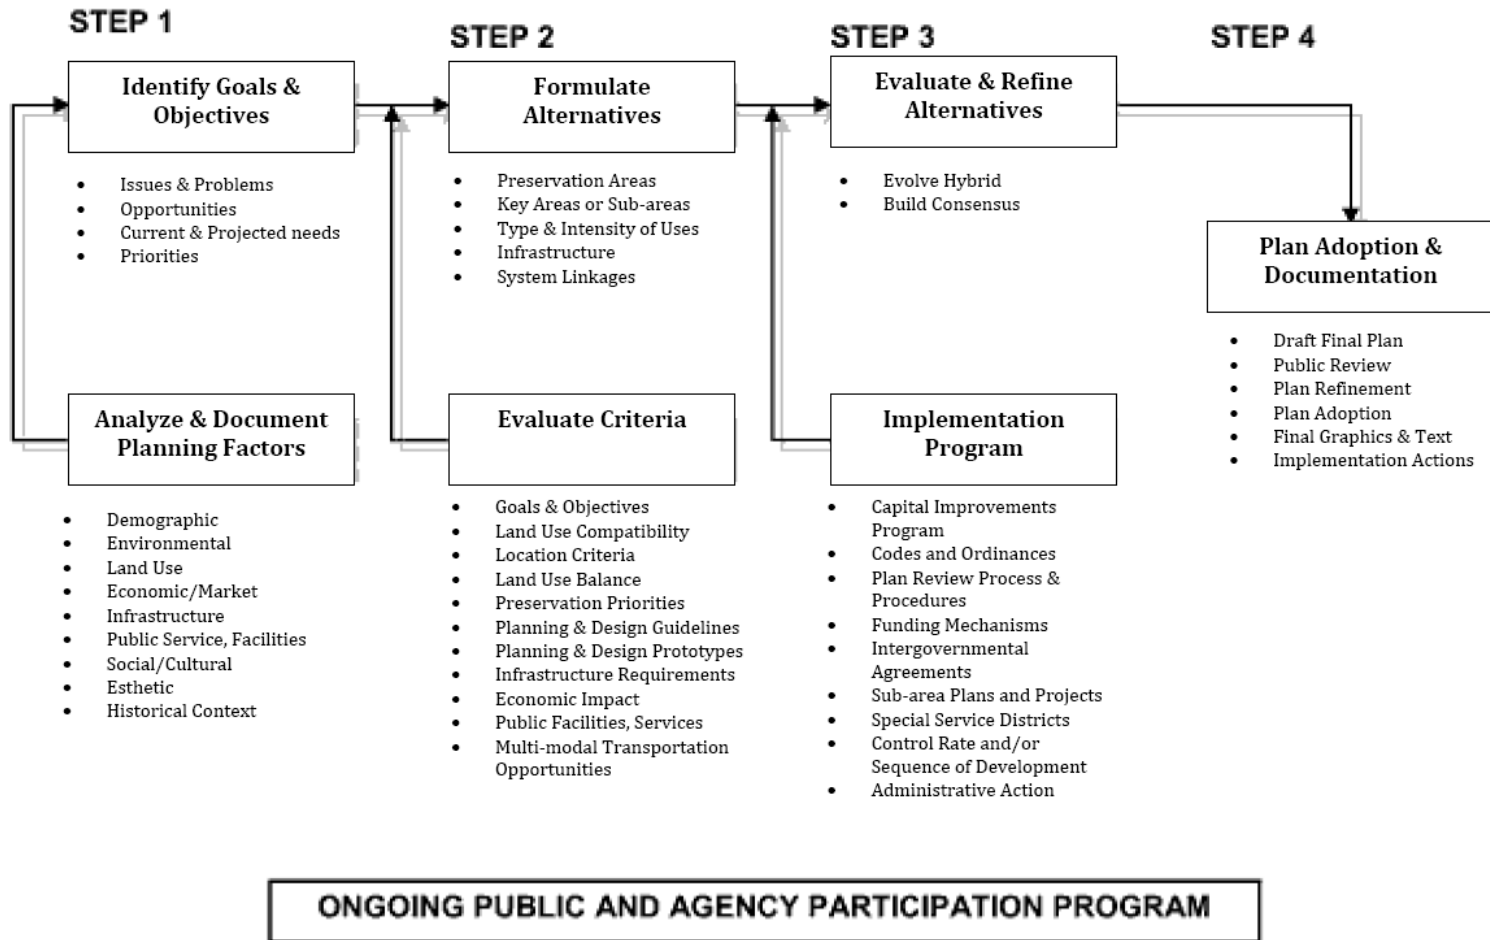 STEP 1
Identify Goals &
Objectives
• Issues & Problems
• Opportunities
• Current & Projected needs
• Priorities
Analyze & Document
Planning Factors
• Demographic
• Environmental
• Land Use
• Economic/Market
• Infrastructure
• Public Service, Facilities
• Social/Cultural
• Esthetic
• Historical Context
STEP 2
Formulate
Alternatives
• Preservation Areas
• Key Areas or Sub-areas
• Type & Intensity of Uses
• Infrastructure
• System Linkages
Evaluate Criteria
• Goals & Objectives
• Land Use Compatibility
• Location Criteria
• Land Use Balance
• Preservation Priorities
• Planning & Design Guidelines
• Planning & Design Prototypes
• Infrastructure Requirements
• Economic Impact
• Public Facilities, Services
• Multi-modal Transportation
Opportunities
STEP 3
Evaluate & Refine
Alternatives
• Evolve Hybrid
• Build Consensus
Implementation
Program
• Capital Improvements
Program
• Codes and Ordinances
• Plan Review Process &
Procedures
• Funding Mechanisms
• Intergovernmental
Agreements
• Sub-area Plans and Projects
• Special Service Districts
• Control Rate and/or
Sequence of Development
• Administrative Action
STEP 4
Plan Adoption &
Documentation
• Draft Final Plan
• Public Review
• Plan Refinement
• Plan Adoption
• Final Graphics & Text
• Implementation Actions
ONGOING PUBLIC AND AGENCY PARTICIPATION PROGRAM